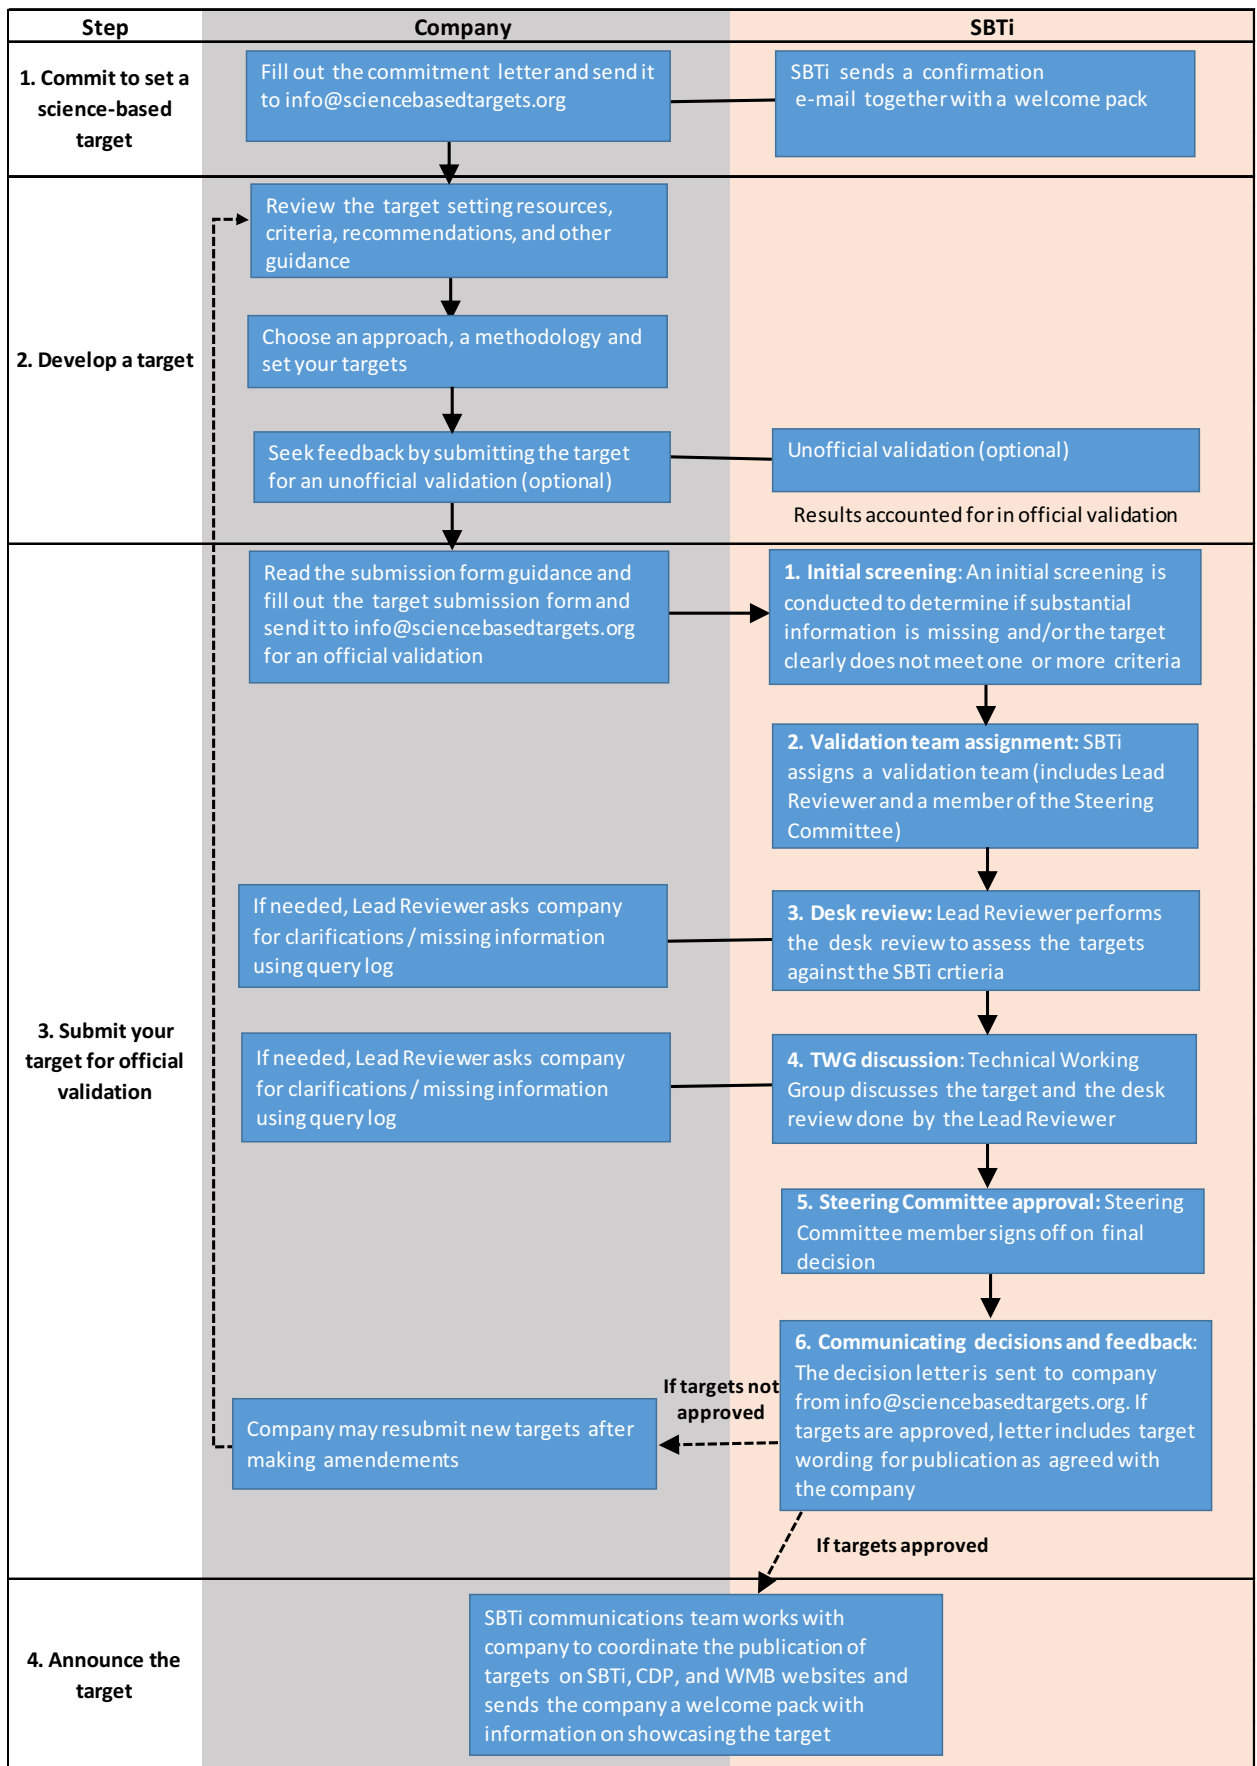 Step
Company
SBTi
1. Commit to set a
science-based
target
Fill out the commitment letter and send it
to info@sciencebasedtargets.org
SBTi sends a confirmation
e-mail together with a welcome pack
2. Develop a target
Review the target setting resources,
criteria, recommendations, and other
guidance
Choose an approach, a methodology and
set your targets
Seek feedback by submitting the target
for an unofficial validation (optional)
Unofficial validation (optional)
Results accounted for in official validation
3. Submit your
target for official
validation
Read the submission form guidance and
fill out the target submission form and
send it to info@sciencebasedtargets.org
for an official validation
1. Initial screening: An initial screening is
conducted to determine if substantial
information is missing and/or the target
clearly does not meet one or more criteria
2. Validation team assignment: SBTi
assigns a validation team (includes Lead
Reviewer and a member of the Steering
Committee)
If needed, Lead Reviewer asks company
for clarifications / missing information
using query log
3. Desk review: Lead Reviewer performs
the desk review to assess the targets
against the SBTi crtieria
If needed, Lead Reviewer asks company
for clarifications / missing information
using query log
4. TWG discussion: Technical Working
Group discusses the target and the desk
review done by the Lead Reviewer
5. Steering Committee approval: Steering
Committee member signs off on final
decision
6. Communicating decisions and feedback:
The decision letter is sent to company
from info@sciencebasedtargets.org. If
targets are approved, letter includes target
wording for publication as agreed with
the company
If targets not
approved
Company may resubmit new targets after
making amendements
If targets approved
4. Announce the
target
SBTi communications team works with
company to coordinate the publication of
targets on SBTi, CDP, and WMB websites and
sends the company a welcome pack with
information on showcasing the target